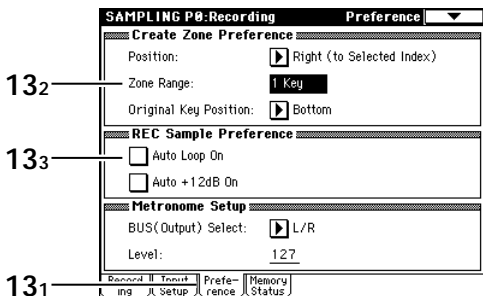 SAMPLING P0:Recording Preference
Create Zone Preference
Position: Right (to Selected Index)
13₂ Zone Range: 1 Key
Original Key Position: Bottom
REC Sample Preference
13₃ Auto Loop On
Auto +12dB On
Metronome Setup
BUS(Output) Select: L/R
Level: 127
13₁ Record Input Prefe- Memory
ing Setup rence Status